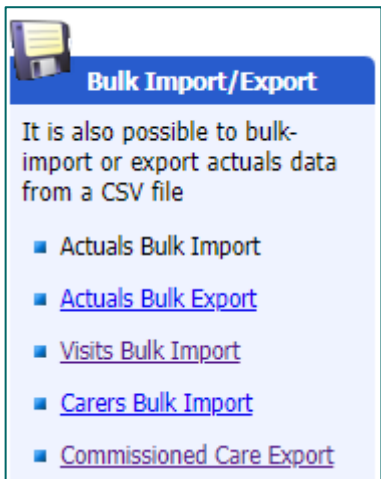 Bulk Import/Export
It is also possible to bulk-
import or export actuals data
from a CSV file
Actuals Bulk Import
Actuals Bulk Export
Visits Bulk Import
Carers Bulk Import
Commissioned Care Export